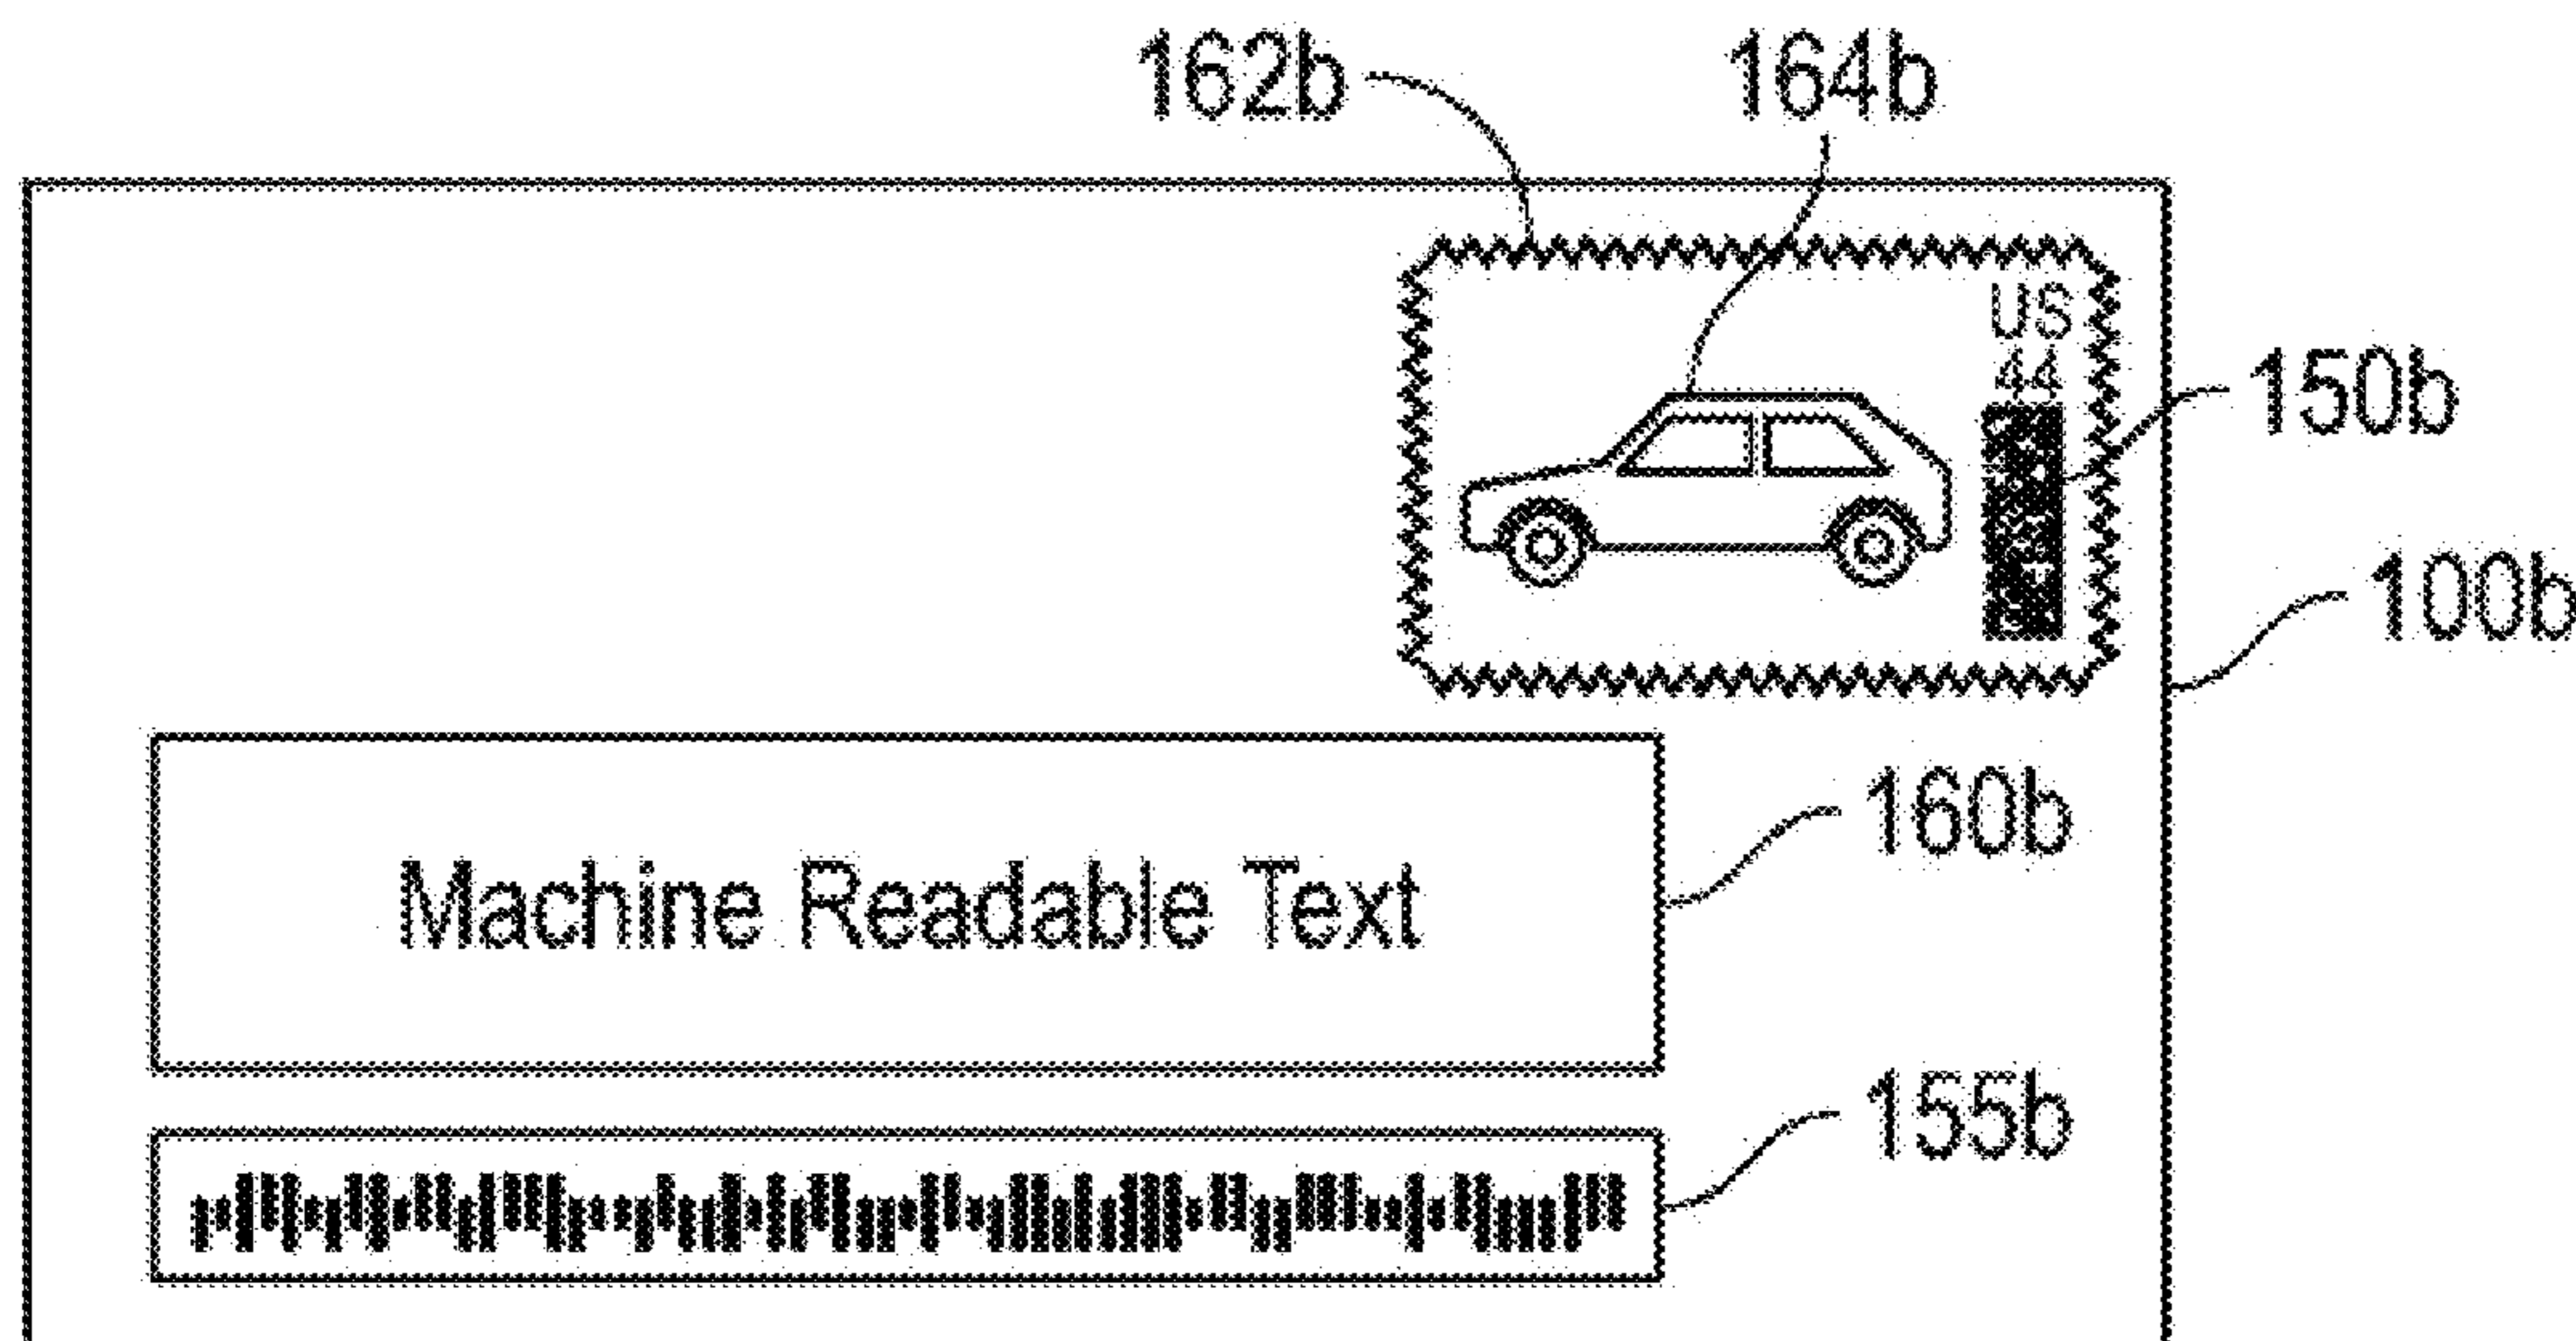 162b 164b
US
44
150b
100b
160b
Machine Readable Text
155b